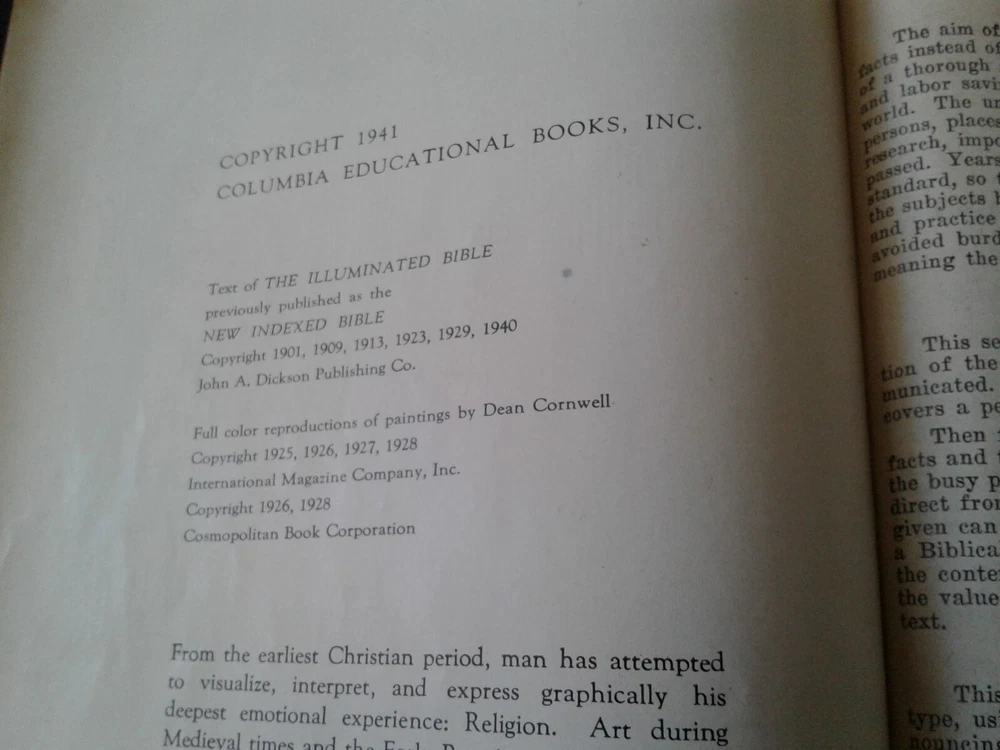 COPYRIGHT 1941
COLUMBIA EDUCATIONAL BOOKS, INC.
Text of THE ILLUMINATED BIBLE
previously published as the
NEW INDEXED BIBLE
Copyright 1901, 1909, 1913, 1923, 1929, 1940
John A. Dickson Publishing Co.
Full color reproductions of paintings by Dean Cornwell
Copyright 1925, 1926, 1927, 1928
International Magazine Company, Inc.
Copyright 1926, 1928
Cosmopolitan Book Corporation
From the earliest Christian period, man has attempted
to visualize, interpret, and express graphically his
deepest emotional experience: Religion. Art during
Medieval times and the
The aim of
facts instead of
of a thorough
and labor savi
world. The un
persons, places
research, impo
passed. Years
standard, so t
the subjects b
and practice
avoided burd
meaning the
This se
tion of the
municated.
covers a pe
Then f
facts and t
the busy p
direct from
given can
a Biblica
the conte
the value
text.
This
type, us